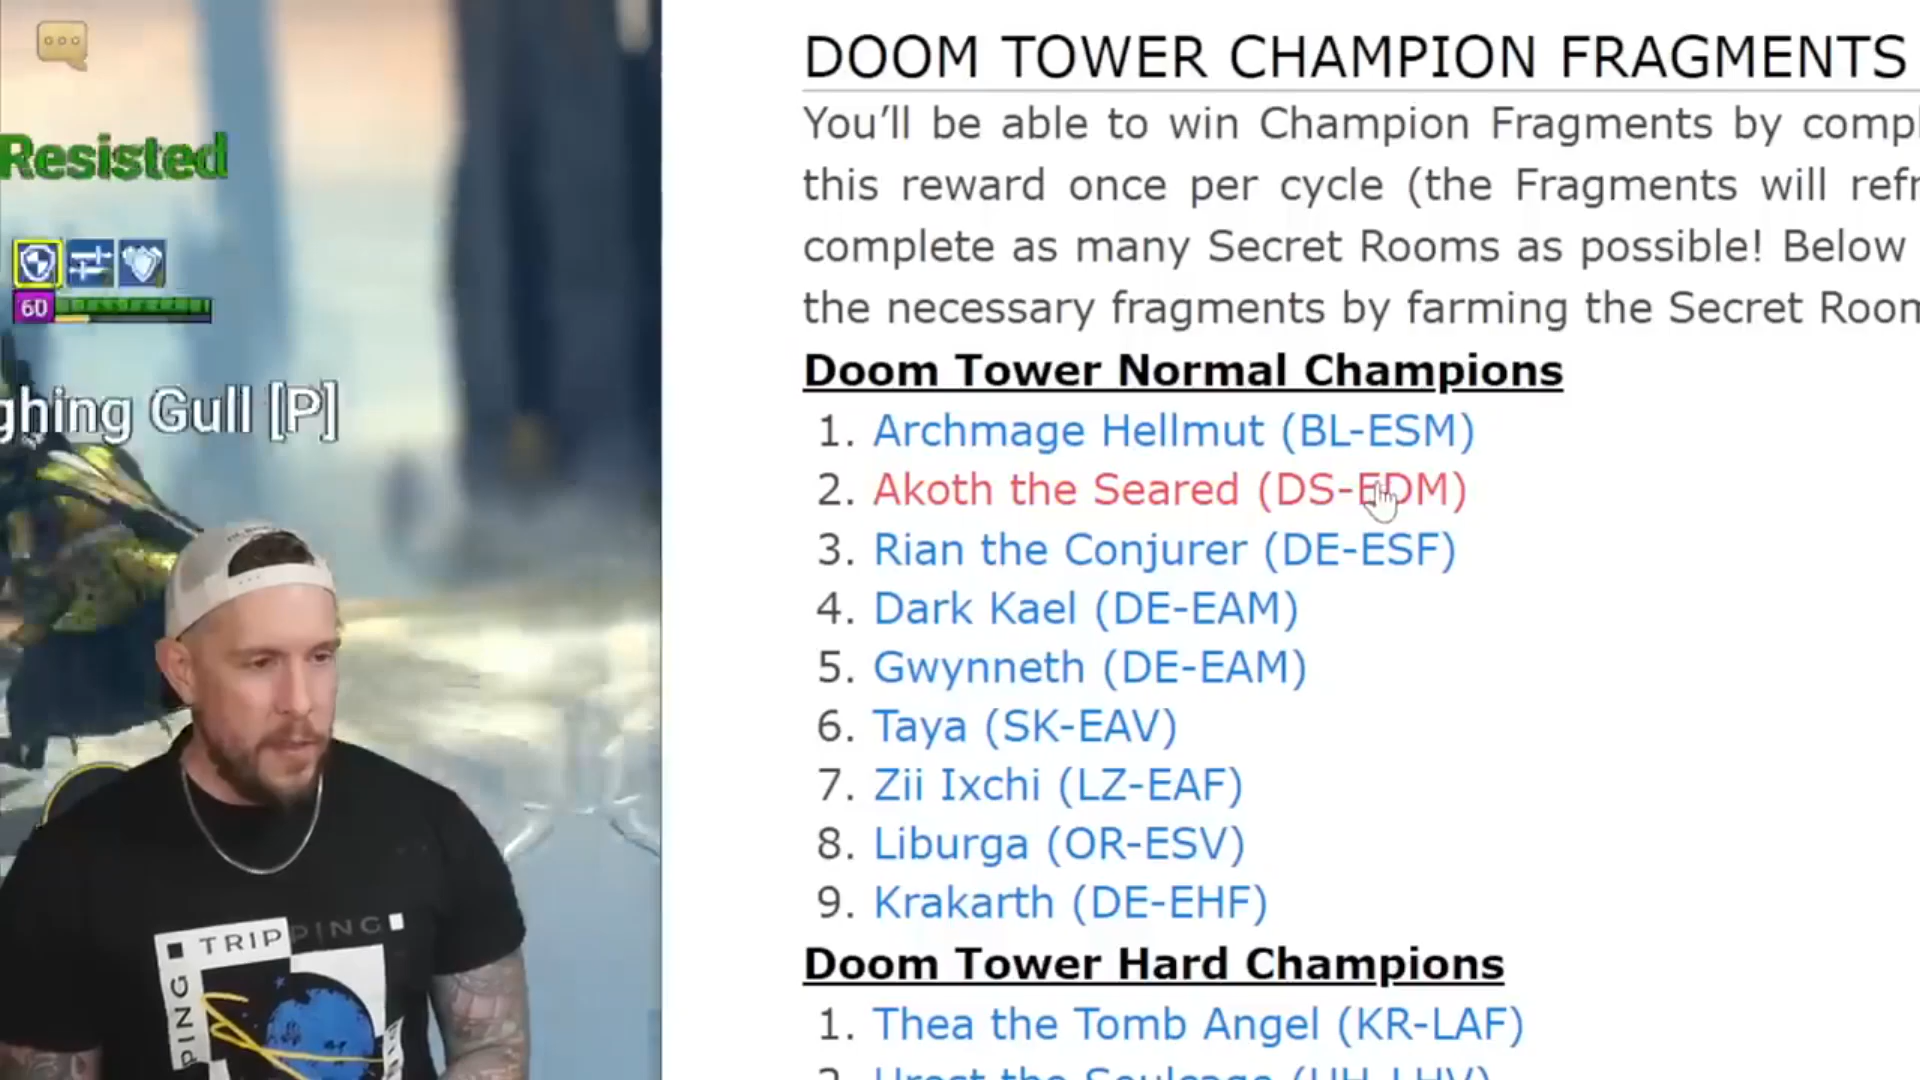 Resisted
60
ghing Gull [P]
TRIPPING
PING
DOOM TOWER CHAMPION FRAGMENTS
You’ll be able to win Champion Fragments by compl
this reward once per cycle (the Fragments will refr
complete as many Secret Rooms as possible! Below
the necessary fragments by farming the Secret Room
Doom Tower Normal Champions
1. Archmage Hellmut (BL-ESM)
2. Akoth the Seared (DS-EDM)
3. Rian the Conjurer (DE-ESF)
4. Dark Kael (DE-EAM)
5. Gwynneth (DE-EAM)
6. Taya (SK-EAV)
7. Zii Ixchi (LZ-EAF)
8. Liburga (OR-ESV)
9. Krakarth (DE-EHF)
Doom Tower Hard Champions
1. Thea the Tomb Angel (KR-LAF)